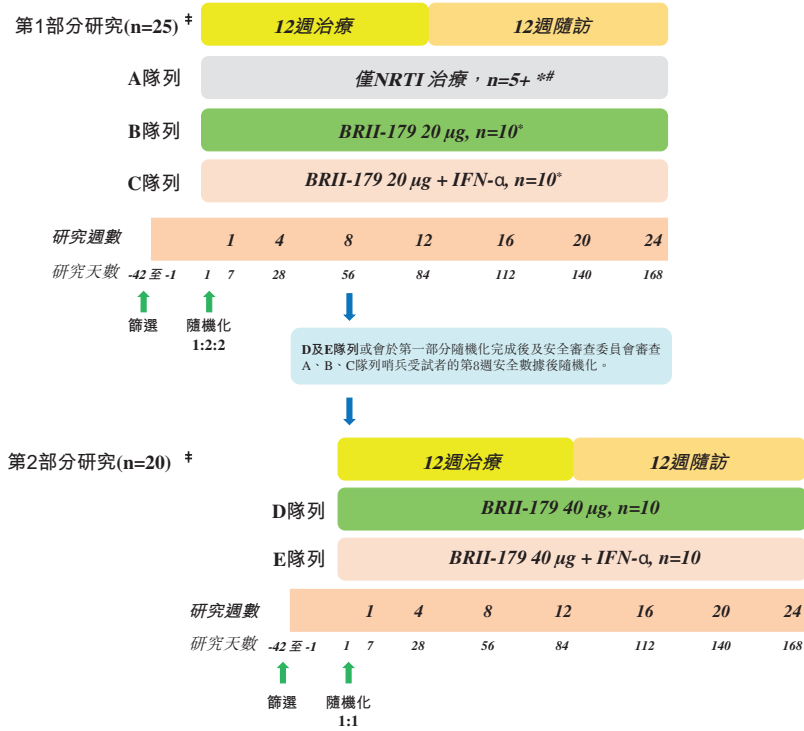 第1部分研究(n=25) ‡
12週治療 12週隨訪
A隊列 僅NRTI 治療，n=5+ *#
B隊列 BRII-179 20 µg, n=10*
C隊列 BRII-179 20 µg + IFN-α, n=10*
研究週數 1 4 8 12 16 20 24
研究天數 -42 至 -1 1 7 28 56 84 112 140 168
篩選 隨機化
1:2:2
D及E隊列或會於第一部分隨機化完成後及安全審查委員會審查
A、B、C隊列哨兵受試者的第8週安全數據後隨機化。
第2部分研究(n=20) ‡
12週治療 12週隨訪
D隊列 BRII-179 40 µg, n=10
E隊列 BRII-179 40 µg + IFN-α, n=10
研究週數 1 4 8 12 16 20 24
研究天數 -42 至 -1 1 7 28 56 84 112 140 168
篩選 隨機化
1:1